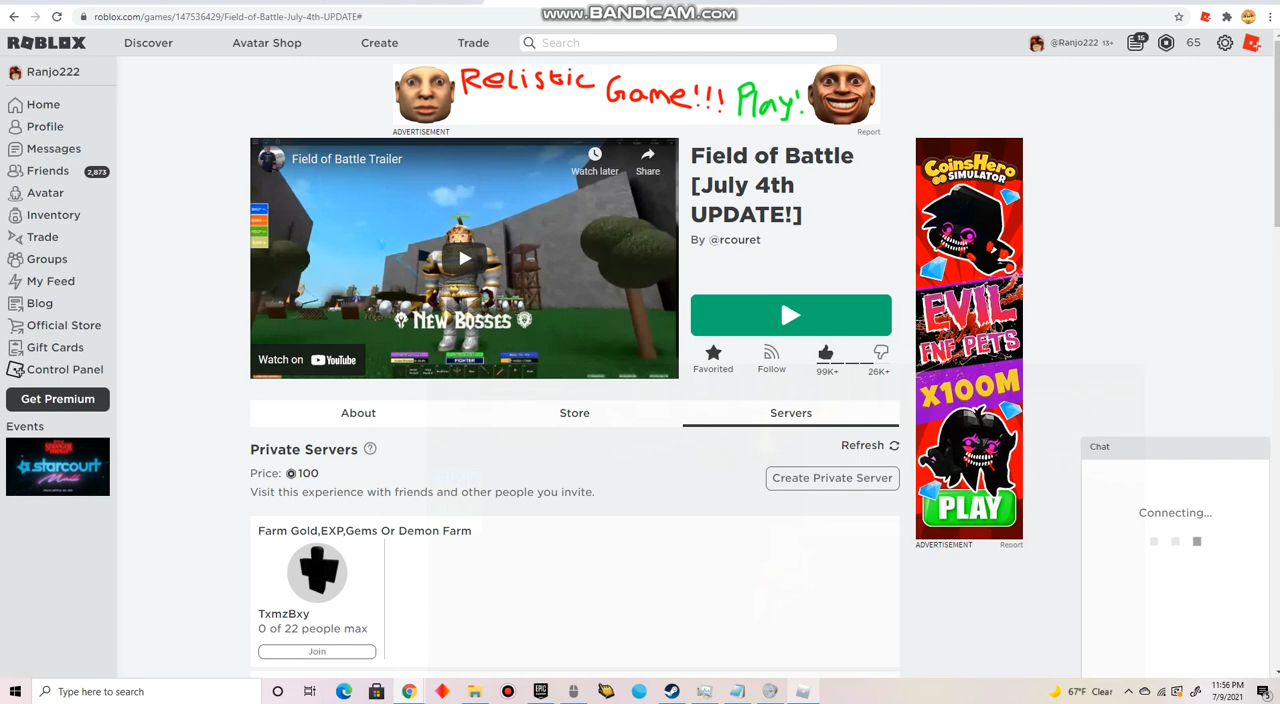 www.BANDICAM.com
roblox.com/games/147536429/Field-of-Battle-July-4th-UPDATE#
ROBLOX
Discover
Avatar Shop
Create
Trade
Search
@Ranjo222 13+
15
65
Ranjo222
Home
Profile
Messages
Friends 2,873
Avatar
Inventory
Trade
Groups
My Feed
Blog
Official Store
Gift Cards
Control Panel
Get Premium
Events
starcourt
Relistic Game!!! Play!
ADVERTISEMENT
Report
Field of Battle Trailer
Watch later
Share
NEW BOSSES
FIGHTER
Watch on YouTube
Field of Battle
[July 4th
UPDATE!]
By @rcouret
Favorited
Follow
99K+
26K+
About
Store
Servers
Private Servers
Refresh
Price: 100
Create Private Server
Visit this experience with friends and other people you invite.
Farm Gold,EXP,Gems Or Demon Farm
TxmzBxy
0 of 22 people max
Join
COINSHERO
SIMULATOR
EVIL
FNF PETS
X100M
PLAY
ADVERTISEMENT
Report
Chat
Connecting...
Type here to search
EPIC
67°F Clear
11:56 PM
7/9/2021
5